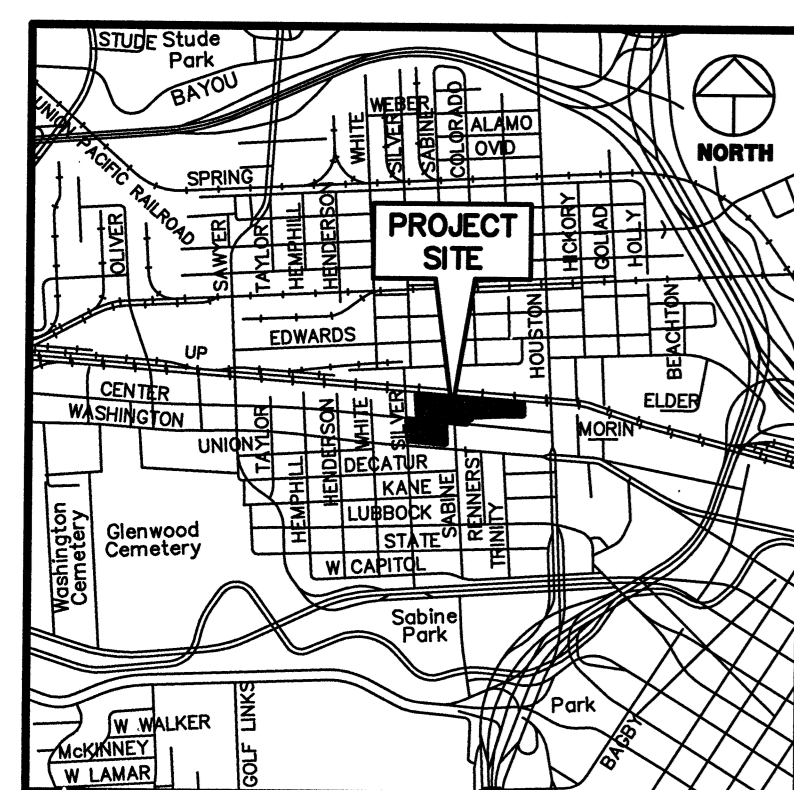 STUDE Stude
Park
BAYOU
UNION PACIFIC RAILROAD
WHITE
WEBER
SILVER
SABINE
COLORADO
ALAMO
OVID
NORTH
SPRING
OLIVER
SAWYER
TAYLOR
HEMPHILL
HENDERSON
PROJECT
SITE
HICKORY
GOLIAD
HOLLY
EDWARDS
HOUSTON
BEACHTON
UP
CENTER
WASHINGTON
ELDER
MORIN
UNION
TAYLOR
HEMPHILL
HENDERSON
WHITE
SILVER
DECATUR
KANE
LUBBOCK
STATE
W CAPITOL
SABINE
RENNERST
TRINITY
Washington
Cemetery
Glenwood
Cemetery
Sabine
Park
Park
BAGBY
W WALKER
McKINNEY
W LAMAR
GOLF LINKS